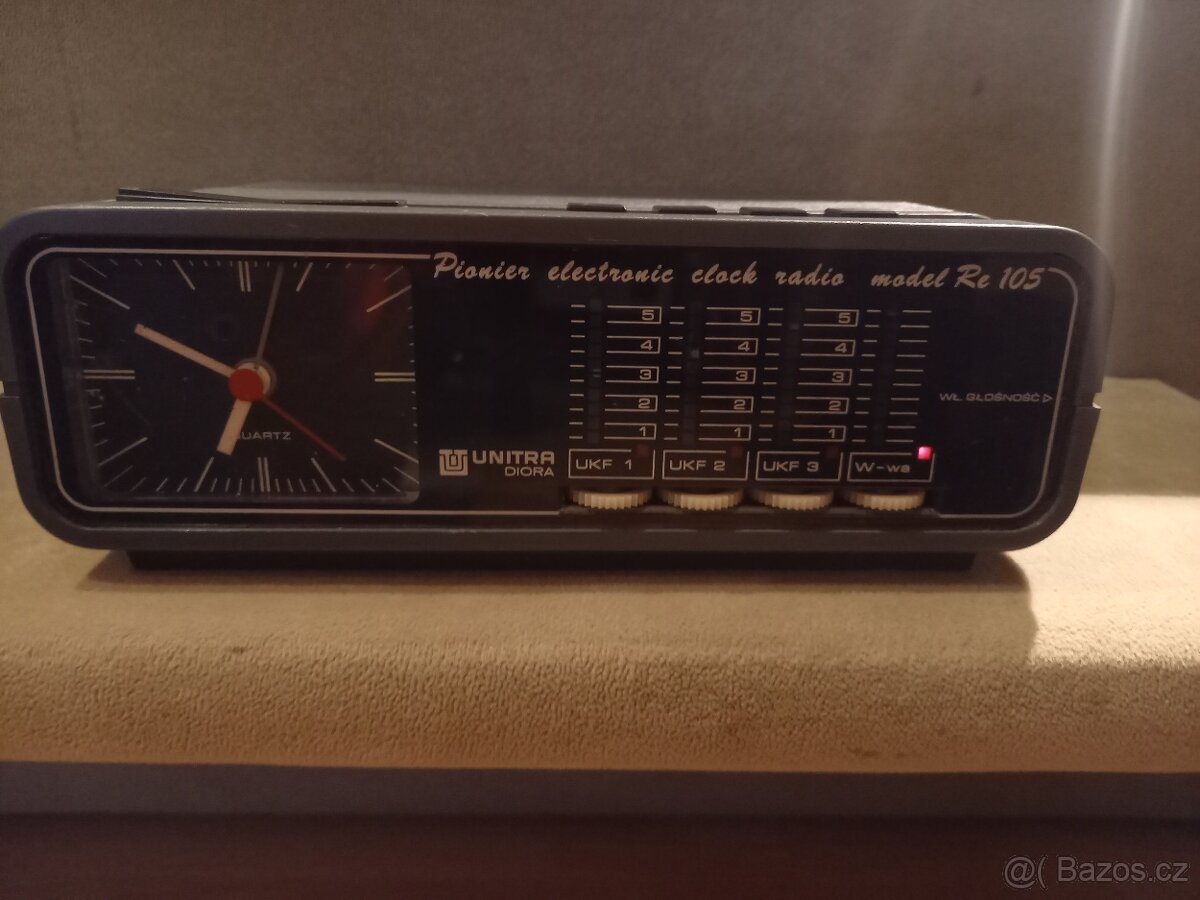 Pionier electronic clock radio model Rc 105
5 5 5
4 4 4
3 3 3
2 2 2
1 1 1
WŁ. GŁOŚNOŚĆ
QUARTZ
UNITRA
DIORA
UKF 1 UKF 2 UKF 3 W-wa
@( Bazos.cz